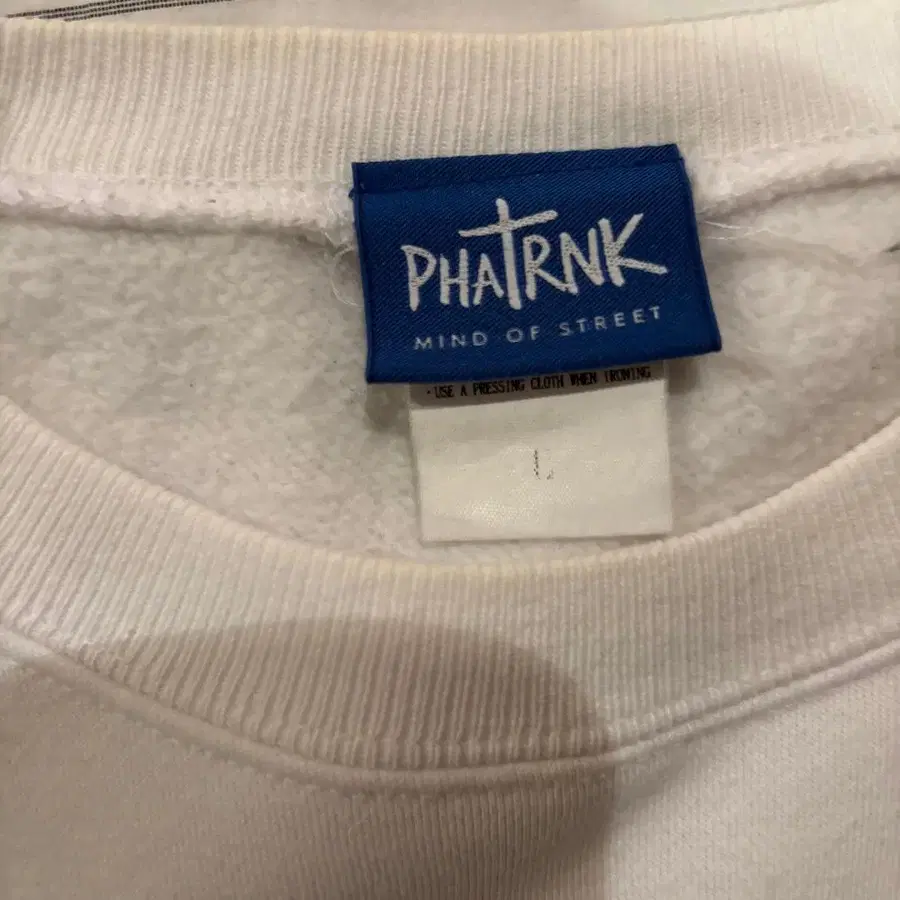 PHATRNK
MIND OF STREET
· USE A PRESSING CLOTH WHEN IRONING
L